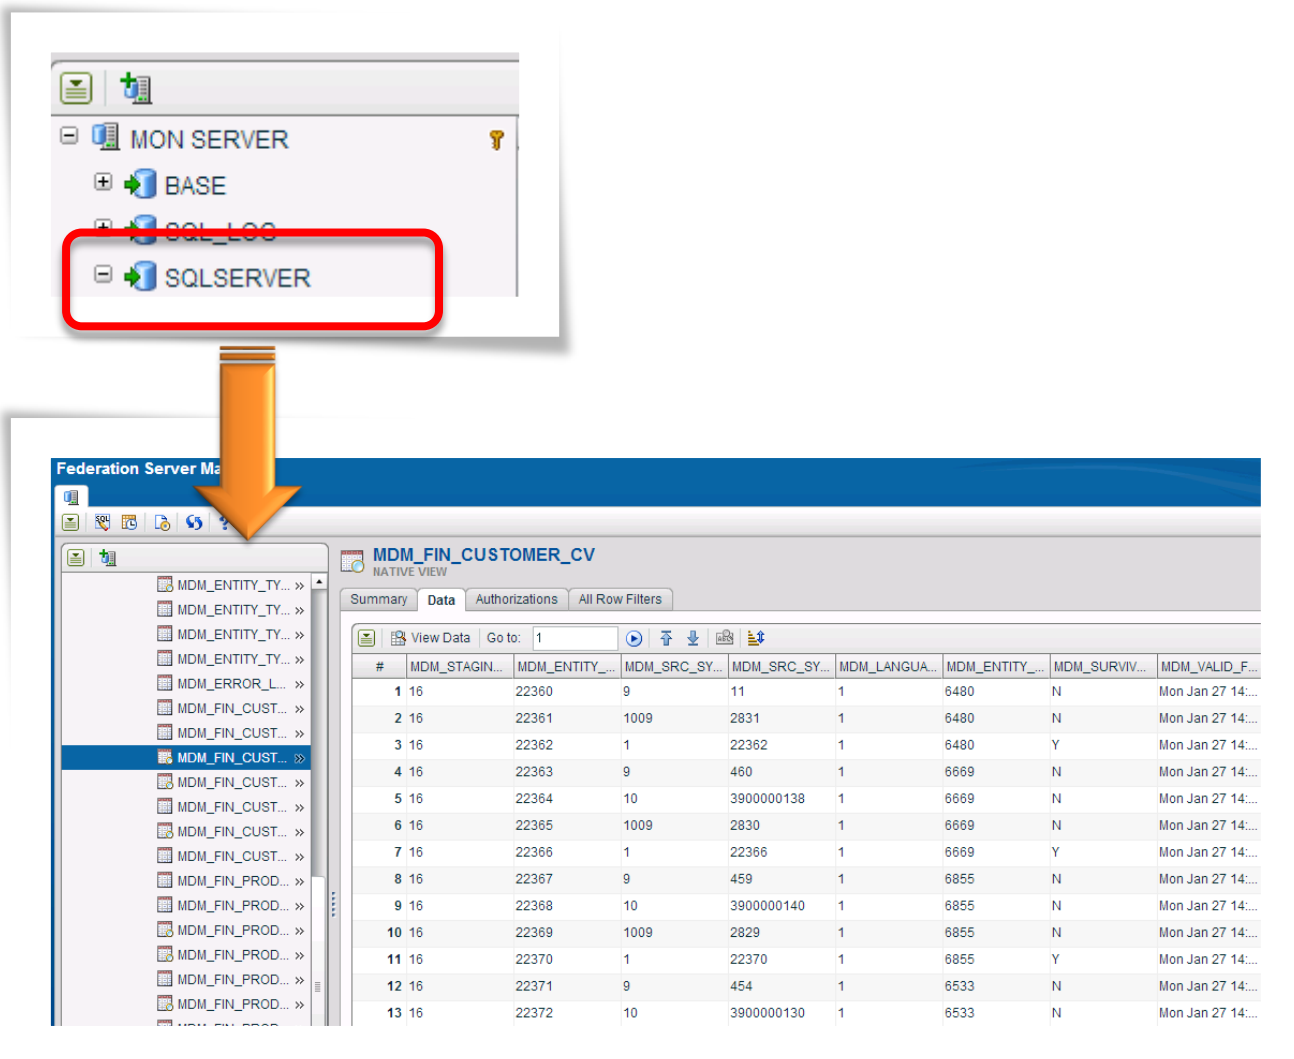 MON SERVER
BASE
SQL_LOG
SQLSERVER
Federation Server Ma
MDM_FIN_CUSTOMER_CV
NATIVE VIEW
Summary Data Authorizations All Row Filters
View Data Go to: 1
# MDM_STAGIN... MDM_ENTITY_... MDM_SRC_SY... MDM_SRC_SY... MDM_LANGUA... MDM_ENTITY_... MDM_SURVIV... MDM_VALID_F...
1 16 22360 9 11 1 6480 N Mon Jan 27 14:...
2 16 22361 1009 2831 1 6480 N Mon Jan 27 14:...
3 16 22362 1 22362 1 6480 Y Mon Jan 27 14:...
4 16 22363 9 460 1 6669 N Mon Jan 27 14:...
5 16 22364 10 3900000138 1 6669 N Mon Jan 27 14:...
6 16 22365 1009 2830 1 6669 N Mon Jan 27 14:...
7 16 22366 1 22366 1 6669 Y Mon Jan 27 14:...
8 16 22367 9 459 1 6855 N Mon Jan 27 14:...
9 16 22368 10 3900000140 1 6855 N Mon Jan 27 14:...
10 16 22369 1009 2829 1 6855 N Mon Jan 27 14:...
11 16 22370 1 22370 1 6855 Y Mon Jan 27 14:...
12 16 22371 9 454 1 6533 N Mon Jan 27 14:...
13 16 22372 10 3900000130 1 6533 N Mon Jan 27 14:...
MDM_ENTITY_TY... »
MDM_ENTITY_TY... »
MDM_ENTITY_TY... »
MDM_ENTITY_TY... »
MDM_ERROR_L... »
MDM_FIN_CUST... »
MDM_FIN_CUST... »
MDM_FIN_CUST... »
MDM_FIN_CUST... »
MDM_FIN_CUST... »
MDM_FIN_CUST... »
MDM_FIN_CUST... »
MDM_FIN_PROD... »
MDM_FIN_PROD... »
MDM_FIN_PROD... »
MDM_FIN_PROD... »
MDM_FIN_PROD... »
MDM_FIN_PROD... »